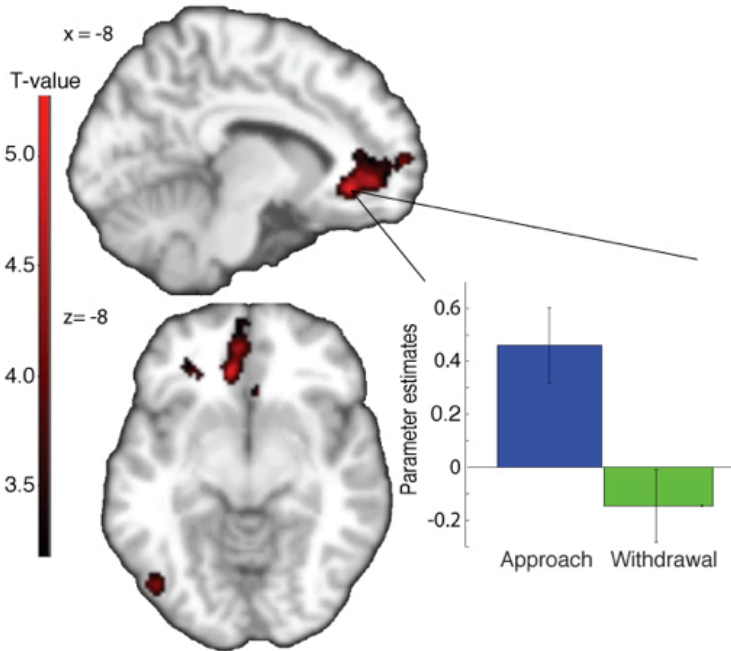 x = -8
T-value
5.0
4.5
4.0
3.5
z= -8
Parameter estimates
0.6
0.4
0.2
0
-0.2
Approach Withdrawal